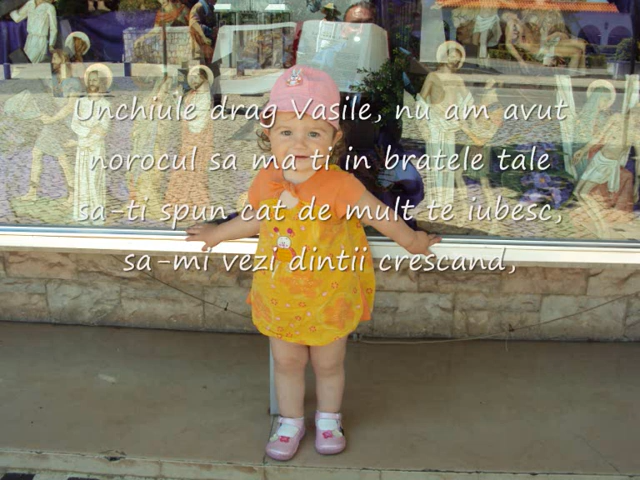 Unchiule drag Vasile, nu am avut
norocul sa ma ti in bratele tale
sa-ti spun cat de mult te iubesc,
sa-mi vezi dintii crescand,